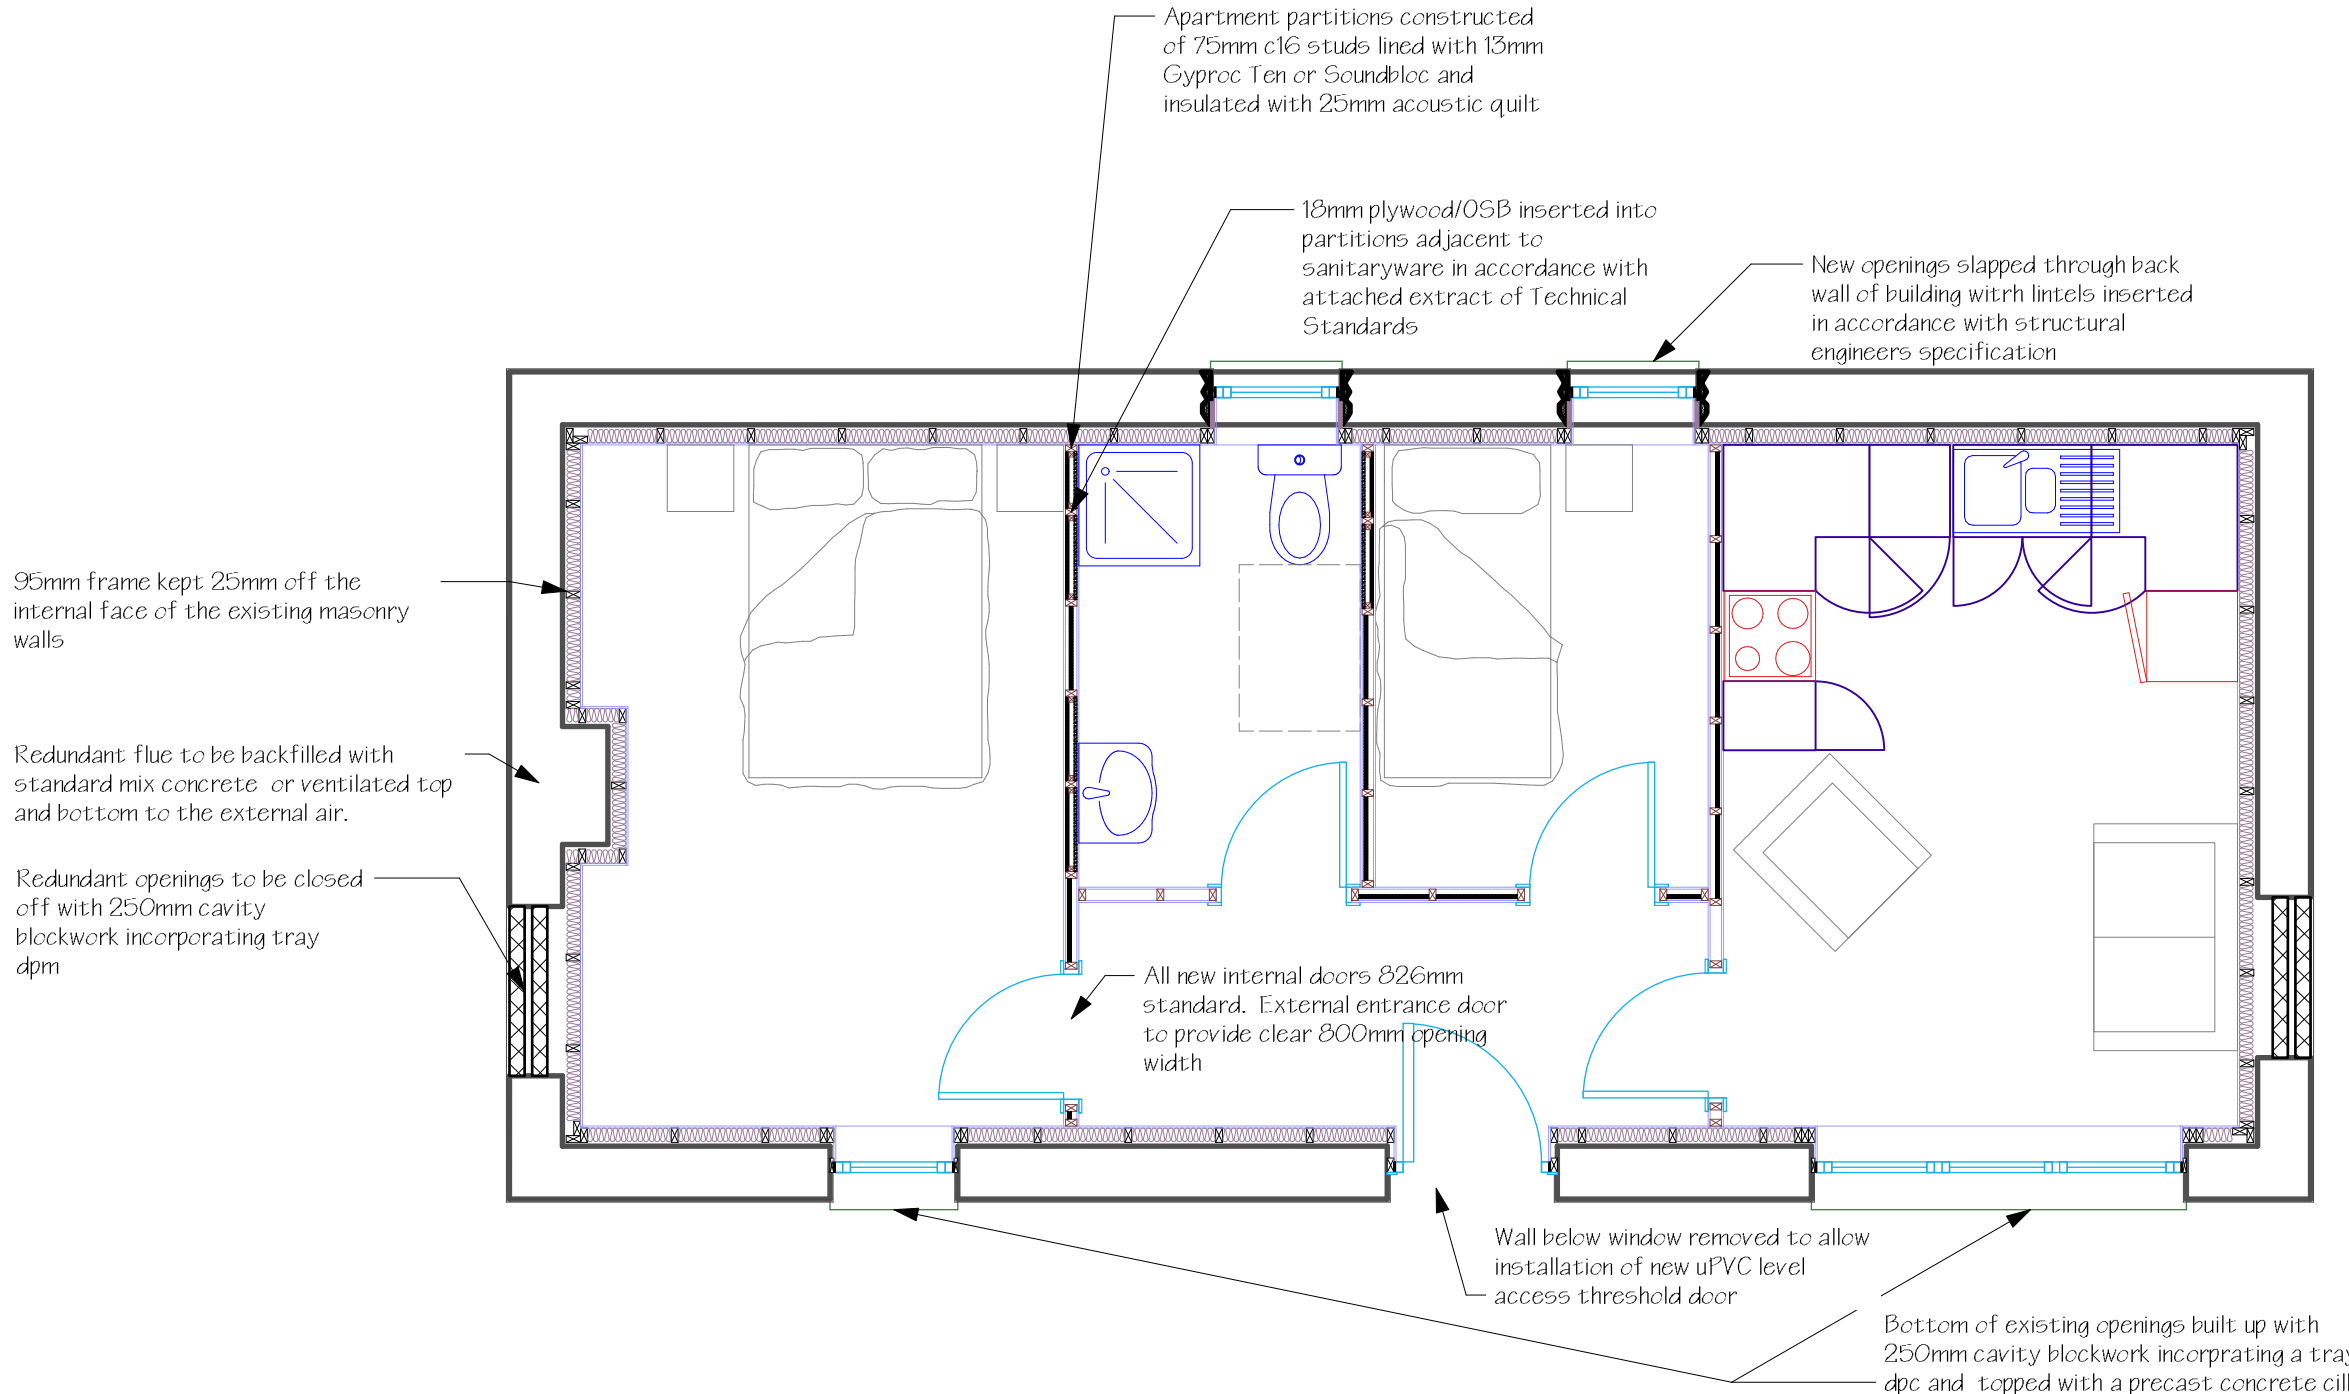 Apartment partitions constructed
of 75mm c16 studs lined with 13mm
Gyproc Ten or Soundbloc and
insulated with 25mm acoustic quilt
18mm plywood/OSB inserted into
partitions adjacent to
sanitaryware in accordance with
attached extract of Technical
Standards
New openings slapped through back
wall of building witrh lintels inserted
in accordance with structural
engineers specification
95mm frame kept 25mm off the
internal face of the existing masonry
walls
Redundant flue to be backfilled with
standard mix concrete or ventilated top
and bottom to the external air.
Redundant openings to be closed
off with 250mm cavity
blockwork incorporating tray
dpm
All new internal doors 826mm
standard. External entrance door
to provide clear 800mm opening
width
Wall below window removed to allow
installation of new uPVC level
access threshold door
Bottom of existing openings built up with
250mm cavity blockwork incorprating a tray
dpc and topped with a precast concrete cill